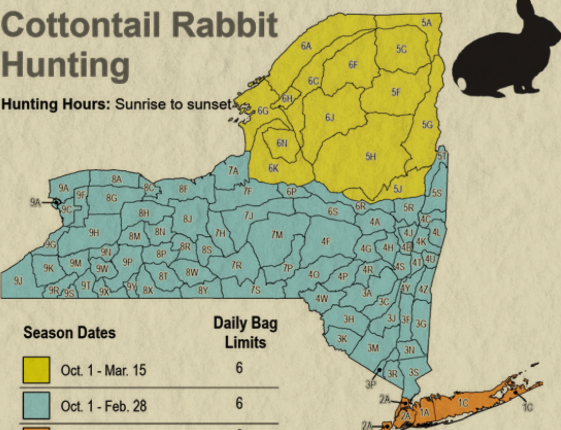 Cottontail Rabbit
Hunting
Hunting Hours: Sunrise to sunset
5A
6A
5C
6F
6C
5F
6H
6G
6J
5G
6N
5H
6K
5J
5T
7A
8A
9A
8C
8F
7F
6P
5S
9F
8G
9A
9C
6R
5R
6S
4A
4C
8H
8J
7J
9H
8M
8N
7M
4F
7H
4L
9G
4G
4H
4B
4K
8P
8R
8S
9N
9M
9P
9K
9W
7R
7P
4O
4P
4R
4S
4T
4U
9J
8T
8W
9T
9R
9S
9X
9Y
8X
8Y
7S
4W
3A
3C
4Y
4Z
3H
3J
3F
3G
3K
3M
3N
3P
3R
3S
2A
2A
1A
1C
1C
2A
Season Dates
Daily Bag
Limits
Oct. 1 - Mar. 15
6
Oct. 1 - Feb. 28
6